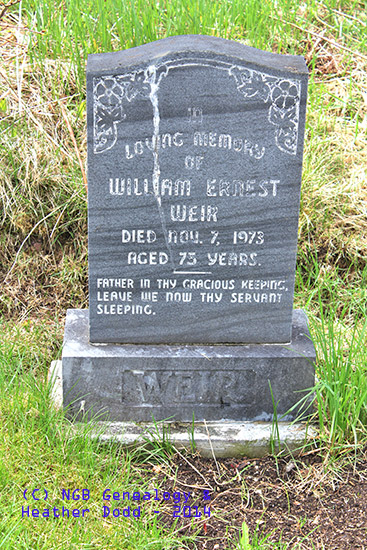 IN
LOVING MEMORY
OF
WILLIAM ERNEST
WEIR
DIED NOV. 7, 1973
AGED 73 YEARS.
FATHER IN THY GRACIOUS KEEPING,
LEAVE WE NOW THY SERVANT
SLEEPING.
WEIR
(C) NGB Genealogy &
Heather Dodd - 2014